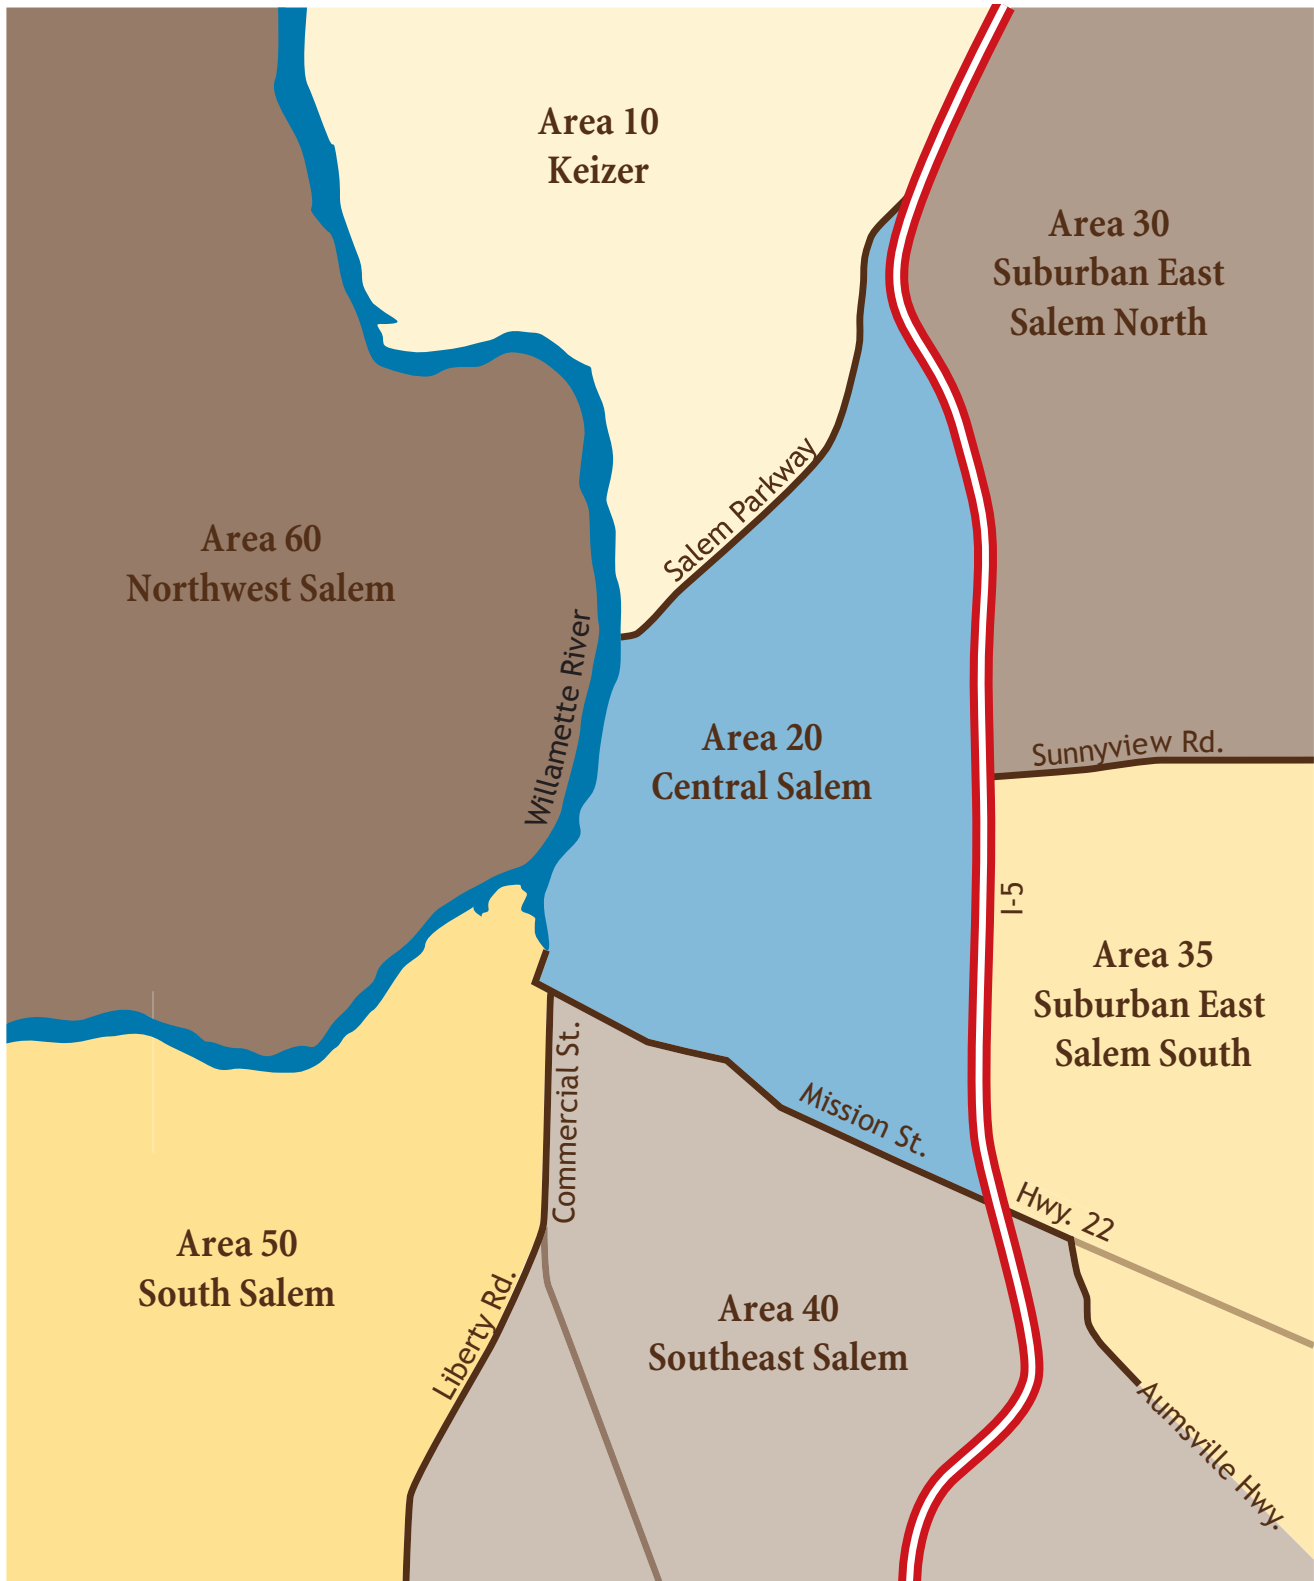 Area 10
Keizer
Area 30
Suburban East
Salem North
Salem Parkway
Area 60
Northwest Salem
Willamette River
Area 20
Central Salem
Sunnyview Rd.
I-5
Area 35
Suburban East
Salem South
Commercial St.
Mission St.
Hwy. 22
Area 50
South Salem
Liberty Rd.
Area 40
Southeast Salem
Aumsville Hwy.